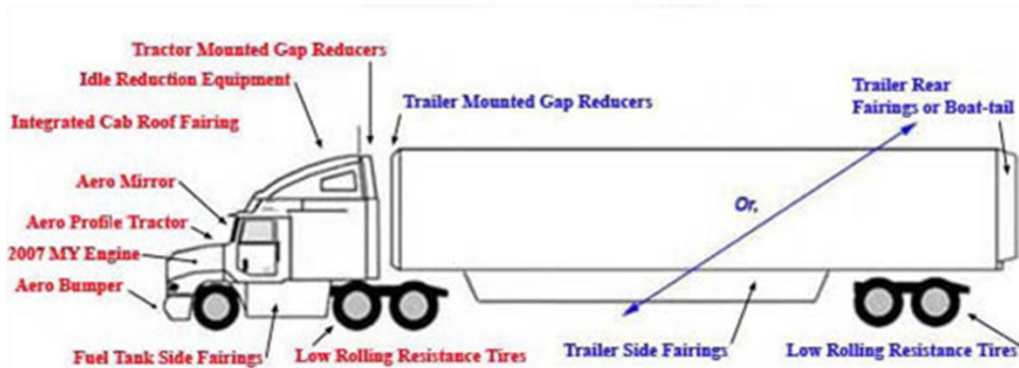 Tractor Mounted Gap Reducers
Idle Reduction Equipment
Trailer Mounted Gap Reducers
Trailer Rear
Fairings or Boat-tail
Integrated Cab Roof Fairing
Aero Mirror
Or,
Aero Profile Tractor
2007 MY Engine
Aero Bumper
Fuel Tank Side Fairings
Low Rolling Resistance Tires
Trailer Side Fairings
Low Rolling Resistance Tires